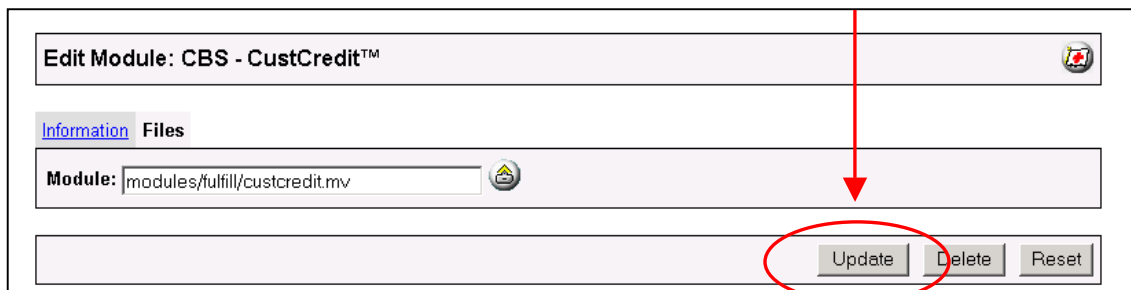 Edit Module: CBS - CustCredit™
Information Files
Module: modules/fulfill/custcredit.mv
Update Delete Reset